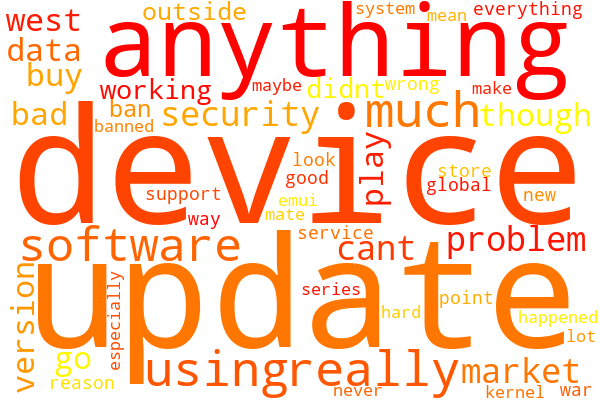 west
anything
outside
system
mean
everything
data
buy
working
maybe
didnt
wrong
make
bad
ban
security
much
though
banned
device
look
good
play
store
global
new
support
way
emui
mate
software
service
cant
problem
update
version
especially
series
point
hard
happened
lot
go
reason
using
really
never
market
kernel
war